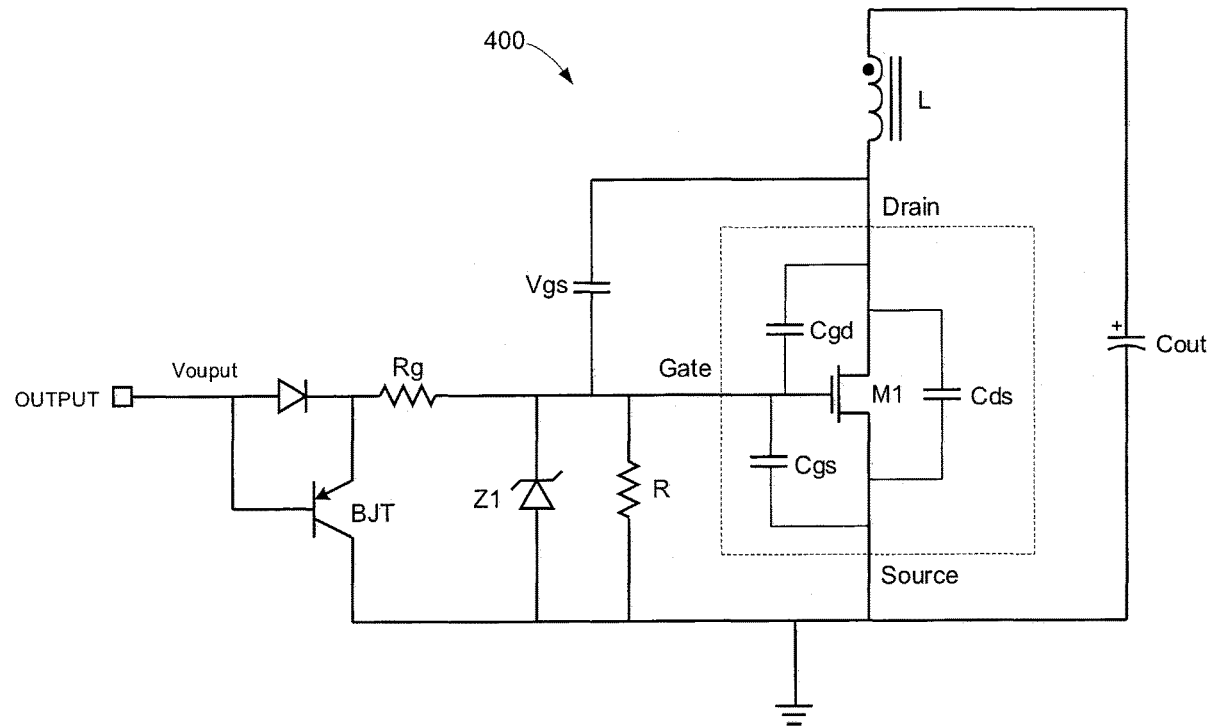 400
L
Drain
Vgs
Cgd
+
Cout
Vouput
Rg
Gate
OUTPUT
M1
Cds
Cgs
Z1
R
BJT
Source